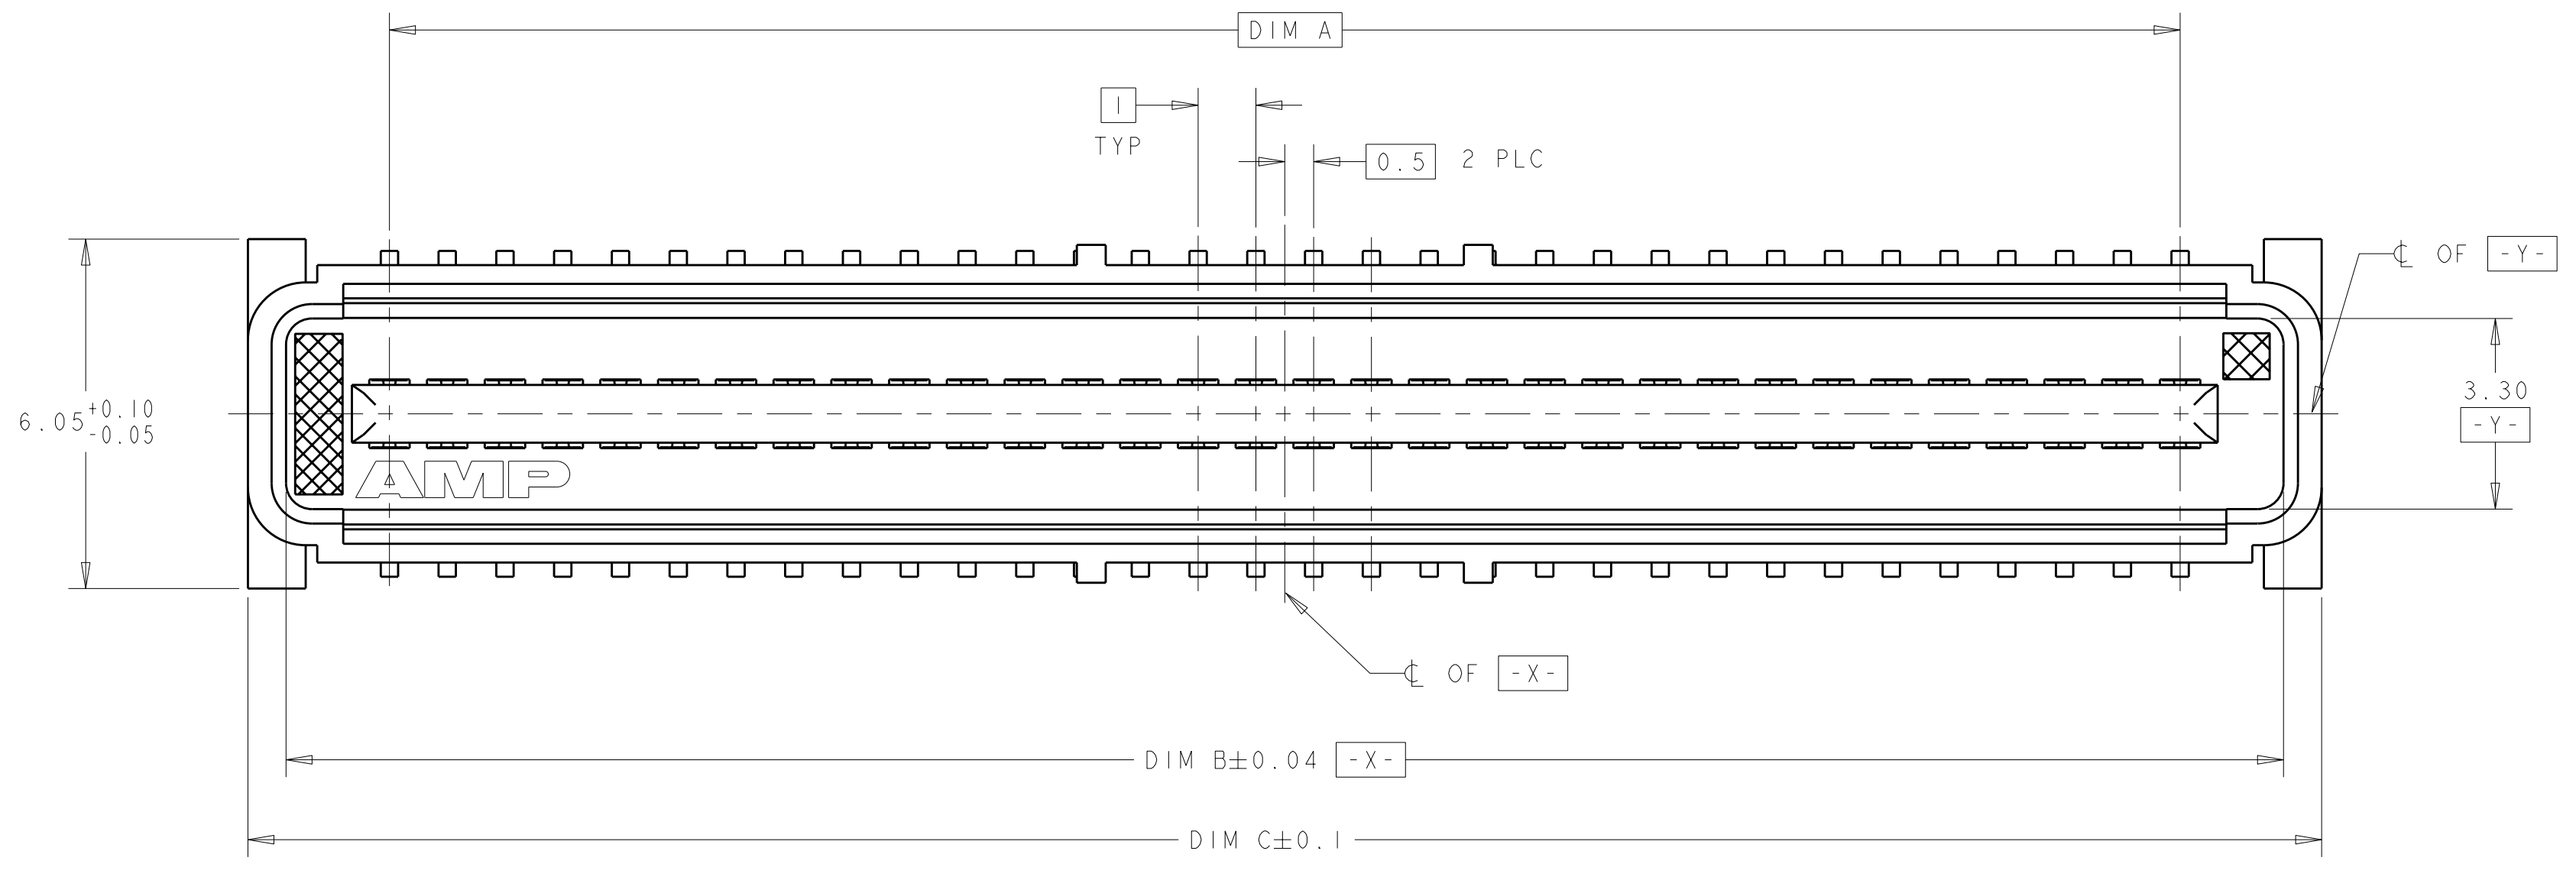 DIM A
1
TYP
0.5 2 PLC
℄ OF -Y-
6.05 +0.10
-0.05
3.30
-Y-
AMP
℄ OF -X-
DIM B±0.04 -X-
DIM C±0.1